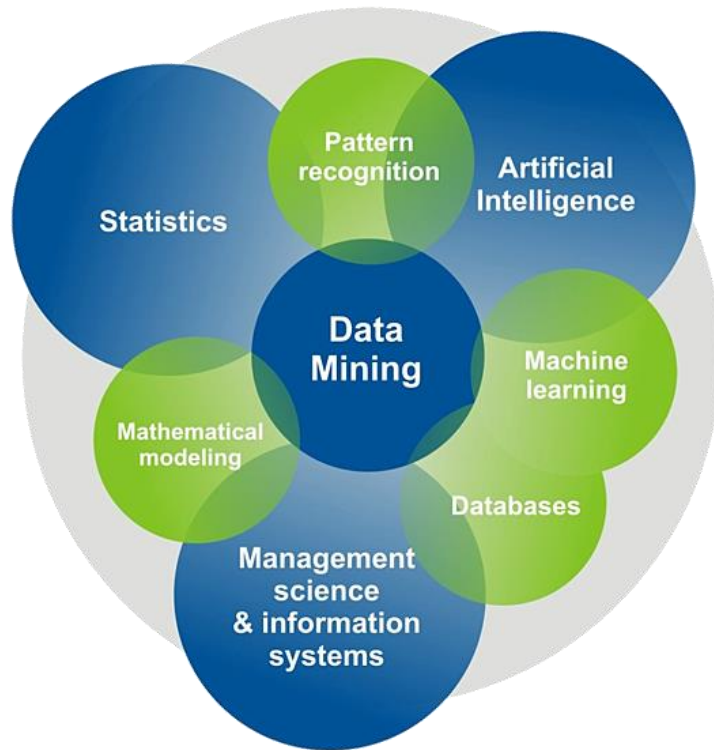 Pattern
recognition
Artificial
Intelligence
Statistics
Data
Mining
Machine
learning
Mathematical
modeling
Databases
Management
science
& information
systems